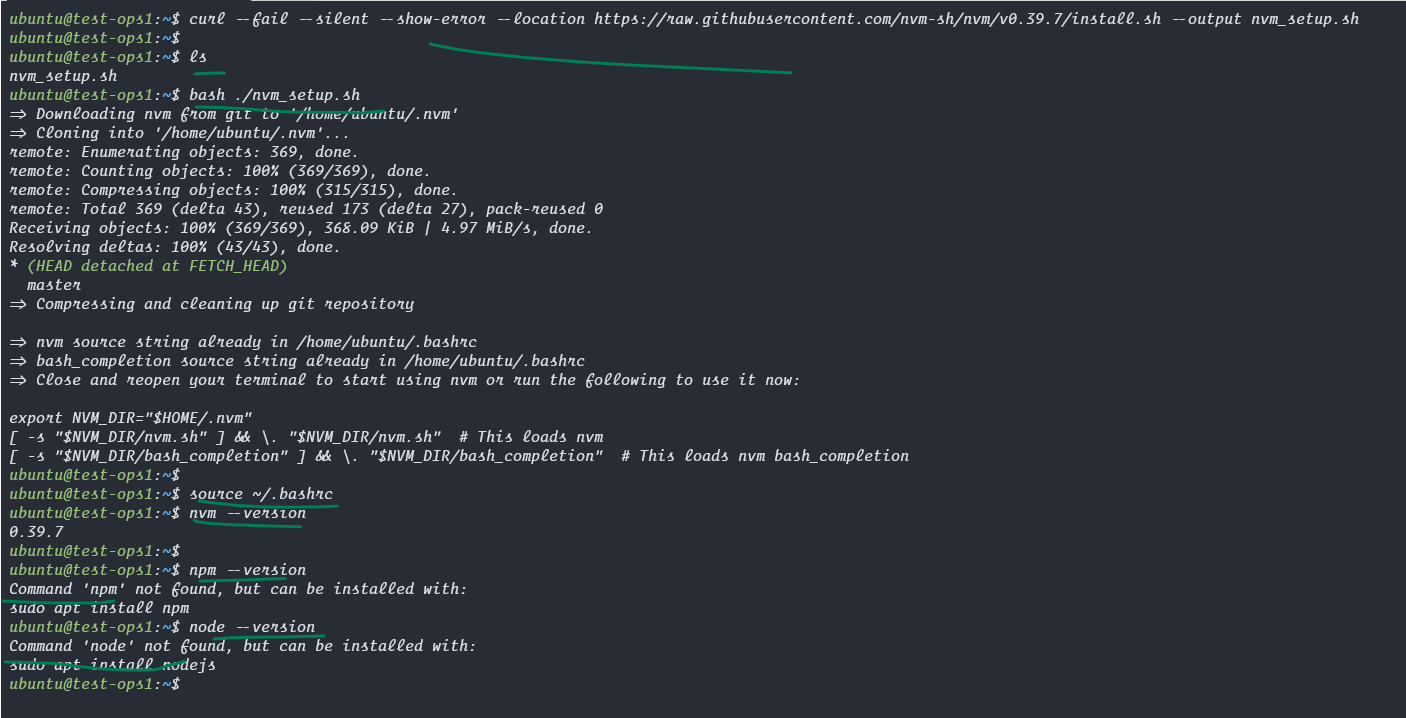 ubuntu@test-ops1:~$ curl --fail --silent --show-error --location https://raw.githubusercontent.com/nvm-sh/nvm/v0.39.7/install.sh --output nvm_setup.sh
ubuntu@test-ops1:~$
ubuntu@test-ops1:~$ ls
nvm_setup.sh
ubuntu@test-ops1:~$ bash ./nvm_setup.sh
=> Downloading nvm from git to '/home/ubuntu/.nvm'
=> Cloning into '/home/ubuntu/.nvm'...
remote: Enumerating objects: 369, done.
remote: Counting objects: 100% (369/369), done.
remote: Compressing objects: 100% (315/315), done.
remote: Total 369 (delta 43), reused 173 (delta 27), pack-reused 0
Receiving objects: 100% (369/369), 368.09 KiB | 4.97 MiB/s, done.
Resolving deltas: 100% (43/43), done.
* (HEAD detached at FETCH_HEAD)
  master
=> Compressing and cleaning up git repository

=> nvm source string already in /home/ubuntu/.bashrc
=> bash_completion source string already in /home/ubuntu/.bashrc
=> Close and reopen your terminal to start using nvm or run the following to use it now:

export NVM_DIR="$HOME/.nvm"
[ -s "$NVM_DIR/nvm.sh" ] && \. "$NVM_DIR/nvm.sh"  # This loads nvm
[ -s "$NVM_DIR/bash_completion" ] && \. "$NVM_DIR/bash_completion"  # This loads nvm bash_completion
ubuntu@test-ops1:~$
ubuntu@test-ops1:~$ source ~/.bashrc
ubuntu@test-ops1:~$ nvm --version
0.39.7
ubuntu@test-ops1:~$
ubuntu@test-ops1:~$ npm --version
Command 'npm' not found, but can be installed with:
sudo apt install npm
ubuntu@test-ops1:~$ node --version
Command 'node' not found, but can be installed with:
sudo apt install nodejs
ubuntu@test-ops1:~$